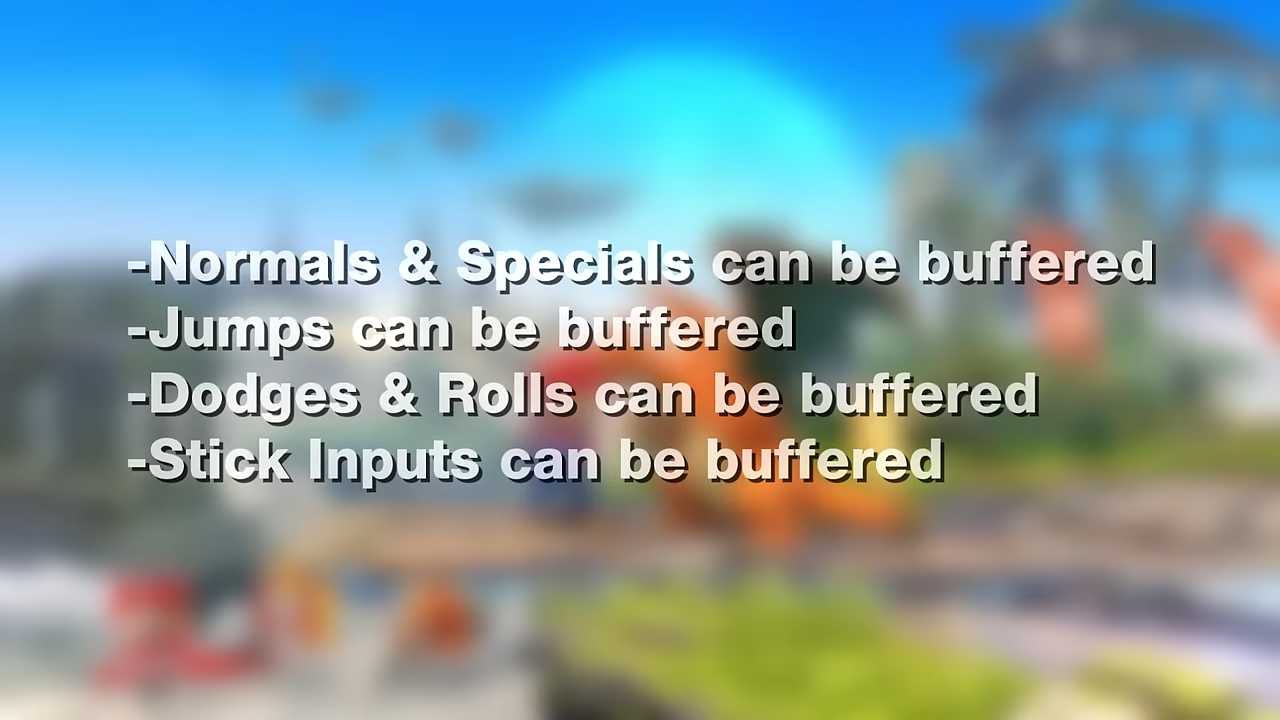 -Normals & Specials can be buffered
-Jumps can be buffered
-Dodges & Rolls can be buffered
-Stick Inputs can be buffered